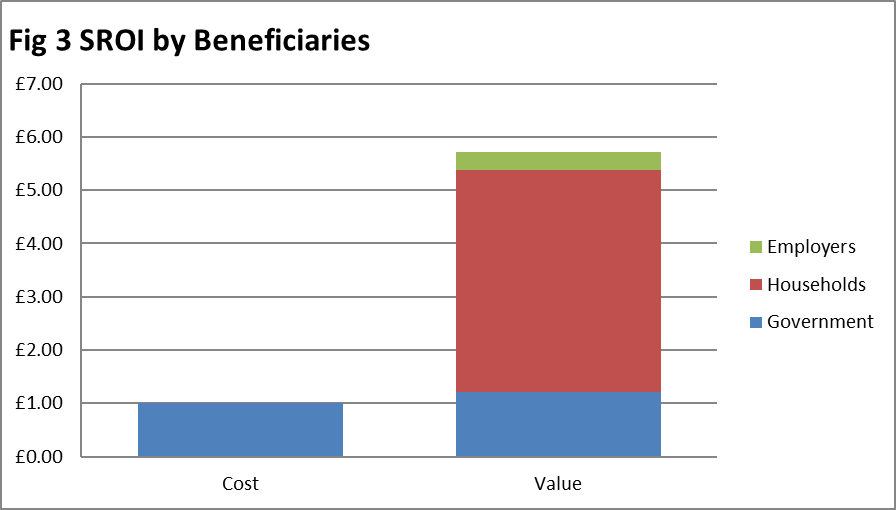 Fig 3 SROI by Beneficiaries
£7.00
£6.00
£5.00
£4.00
£3.00
£2.00
£1.00
£0.00
Cost
Value
Employers
Households
Government